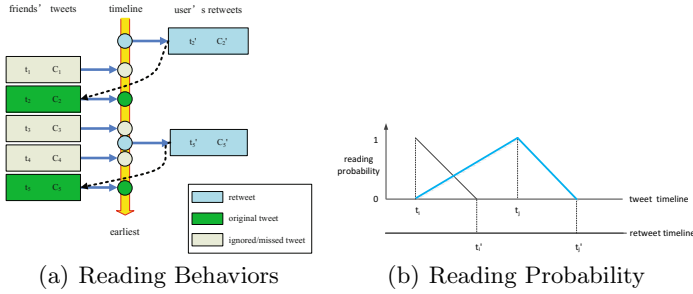 friends' tweets
timeline
user's retweets
t2' C2'
t1 C1
t2 C2
t3 C3
t4 C4
t5' C5'
t5 C5
retweet
original tweet
ignored/missed tweet
earliest
(a) Reading Behaviors
1
reading
probability
0
tweet timeline
ti
tj
retweet timeline
ti'
tj'
(b) Reading Probability